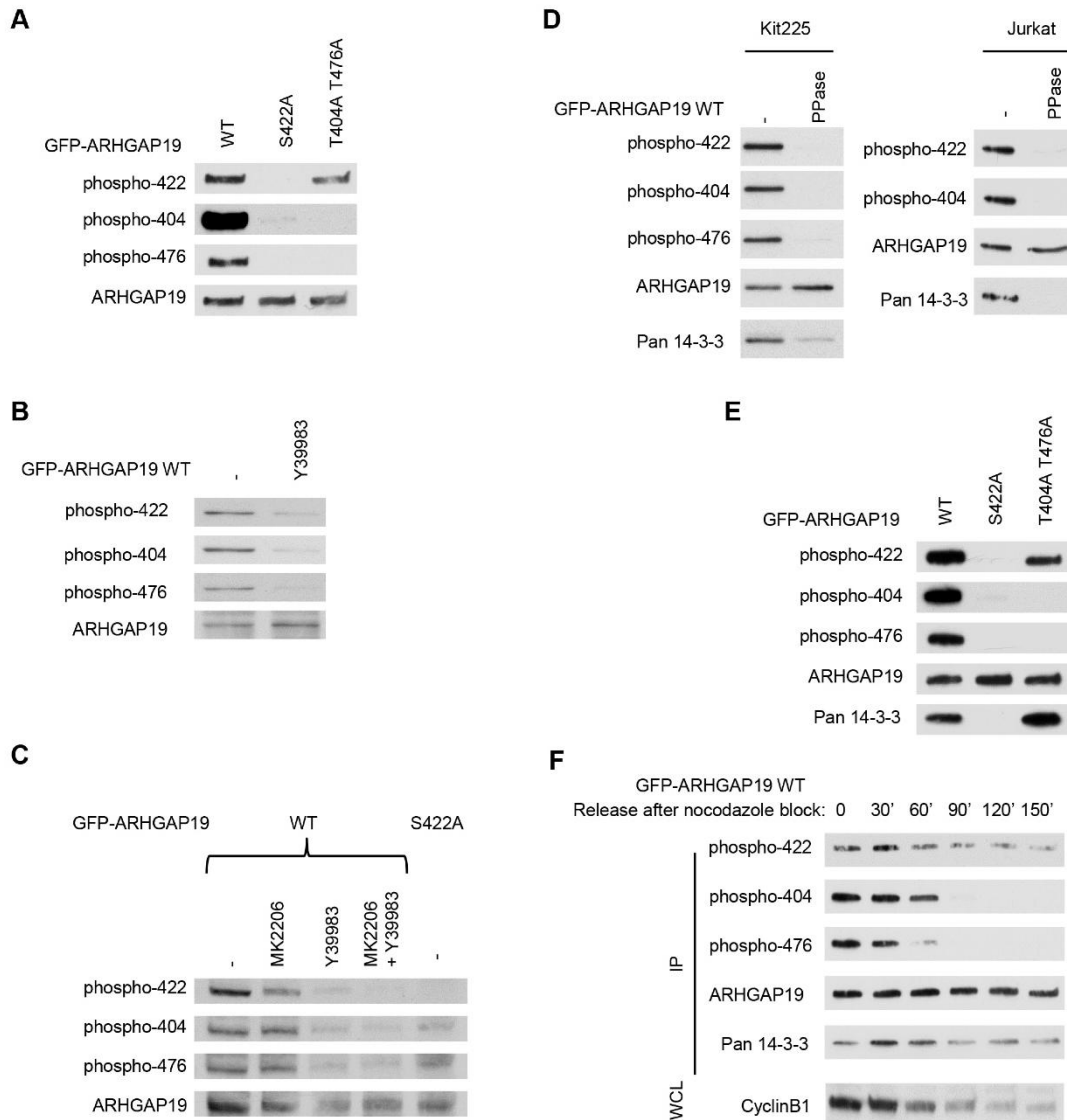 A
GFP-ARHGAP19 WT S422A T404A T476A
phospho-422
phospho-404
phospho-476
ARHGAP19
B
GFP-ARHGAP19 WT - Y39983
phospho-422
phospho-404
phospho-476
ARHGAP19
C
GFP-ARHGAP19 WT S422A
- MK2206 Y39983 MK2206 + Y39983 -
phospho-422
phospho-404
phospho-476
ARHGAP19
D
Kit225
GFP-ARHGAP19 WT - PPase
phospho-422
phospho-404
phospho-476
ARHGAP19
Pan 14-3-3
Jurkat
- PPase
phospho-422
phospho-404
ARHGAP19
Pan 14-3-3
E
GFP-ARHGAP19 WT S422A T404A T476A
phospho-422
phospho-404
phospho-476
ARHGAP19
Pan 14-3-3
F
GFP-ARHGAP19 WT
Release after nocodazole block: 0 30' 60' 90' 120' 150'
IP
phospho-422
phospho-404
phospho-476
ARHGAP19
Pan 14-3-3
WCL
CyclinB1